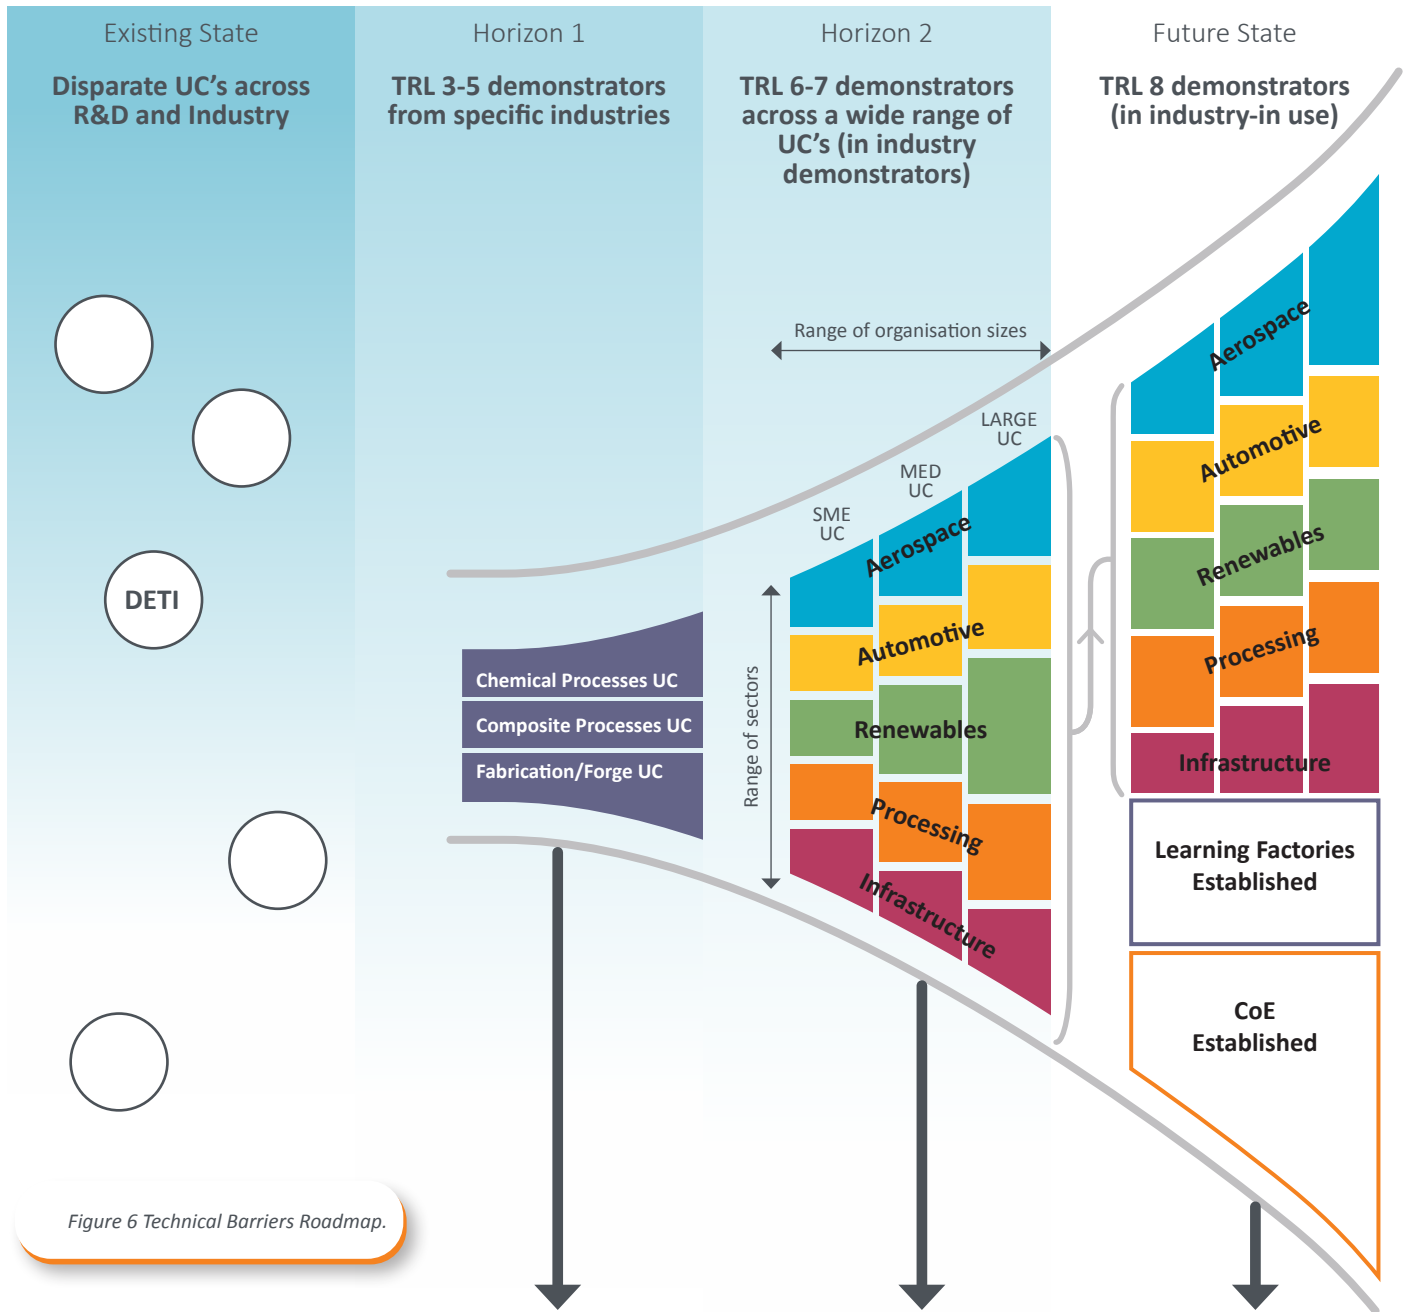 Existing State
Disparate UC's across
R&D and Industry
DETI
Horizon 1
TRL 3-5 demonstrators
from specific industries
Chemical Processes UC
Composite Processes UC
Fabrication/Forge UC
Horizon 2
TRL 6-7 demonstrators
across a wide range of
UC's (in industry
demonstrators)
Range of organisation sizes
SME
UC
MED
UC
LARGE
UC
Range of sectors
Aerospace
Automotive
Renewables
Processing
Infrastructure
Future State
TRL 8 demonstrators
(in industry-in use)
Aerospace
Automotive
Renewables
Processing
Infrastructure
Learning Factories
Established
CoE
Established
Figure 6 Technical Barriers Roadmap.